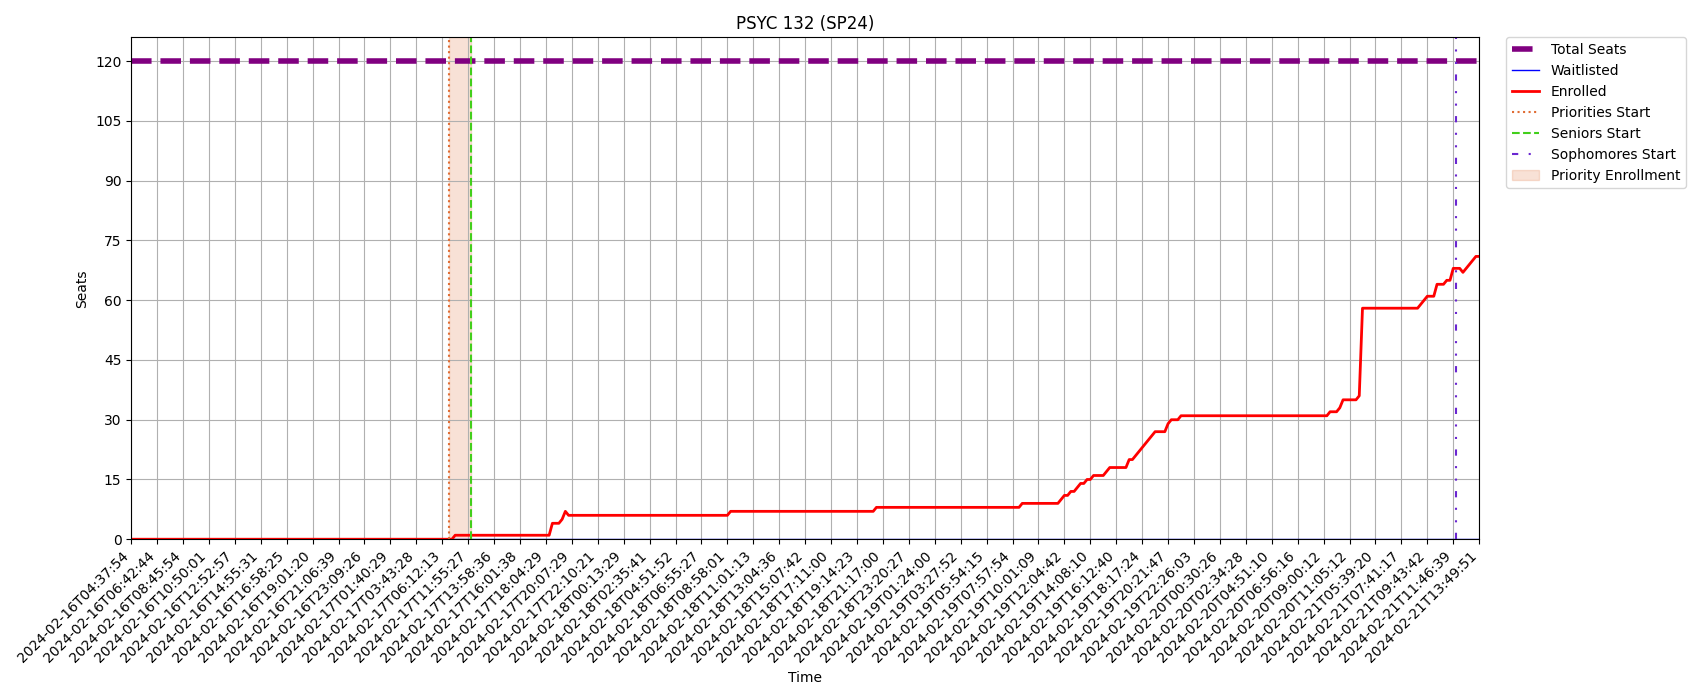 PSYC 132 (SP24)
Total Seats
Waitlisted
Enrolled
Priorities Start
Seniors Start
Sophomores Start
Priority Enrollment
Seats
120
105
90
75
60
45
30
15
0
2024-02-16T04:37:54
2024-02-16T06:42:44
2024-02-16T08:45:54
2024-02-16T10:50:01
2024-02-16T12:52:57
2024-02-16T14:55:31
2024-02-16T16:58:25
2024-02-16T19:01:20
2024-02-16T21:06:39
2024-02-16T23:09:26
2024-02-17T01:40:29
2024-02-17T03:43:28
2024-02-17T06:12:13
2024-02-17T11:55:27
2024-02-17T13:58:36
2024-02-17T16:01:38
2024-02-17T18:04:29
2024-02-17T20:07:29
2024-02-17T22:10:21
2024-02-18T00:13:29
2024-02-18T02:35:41
2024-02-18T04:51:52
2024-02-18T06:55:27
2024-02-18T08:58:01
2024-02-18T11:01:13
2024-02-18T13:04:36
2024-02-18T15:07:42
2024-02-18T17:11:00
2024-02-18T19:14:23
2024-02-18T21:17:00
2024-02-18T23:20:27
2024-02-19T01:24:00
2024-02-19T03:27:52
2024-02-19T05:54:15
2024-02-19T07:57:54
2024-02-19T10:01:09
2024-02-19T12:04:42
2024-02-19T14:08:10
2024-02-19T16:12:40
2024-02-19T18:17:24
2024-02-19T20:21:47
2024-02-19T22:26:03
2024-02-20T00:30:26
2024-02-20T02:34:28
2024-02-20T04:51:10
2024-02-20T06:56:16
2024-02-20T09:00:12
2024-02-20T11:05:12
2024-02-21T05:39:20
2024-02-21T07:41:17
2024-02-21T09:43:42
2024-02-21T11:46:39
2024-02-21T13:49:51
Time